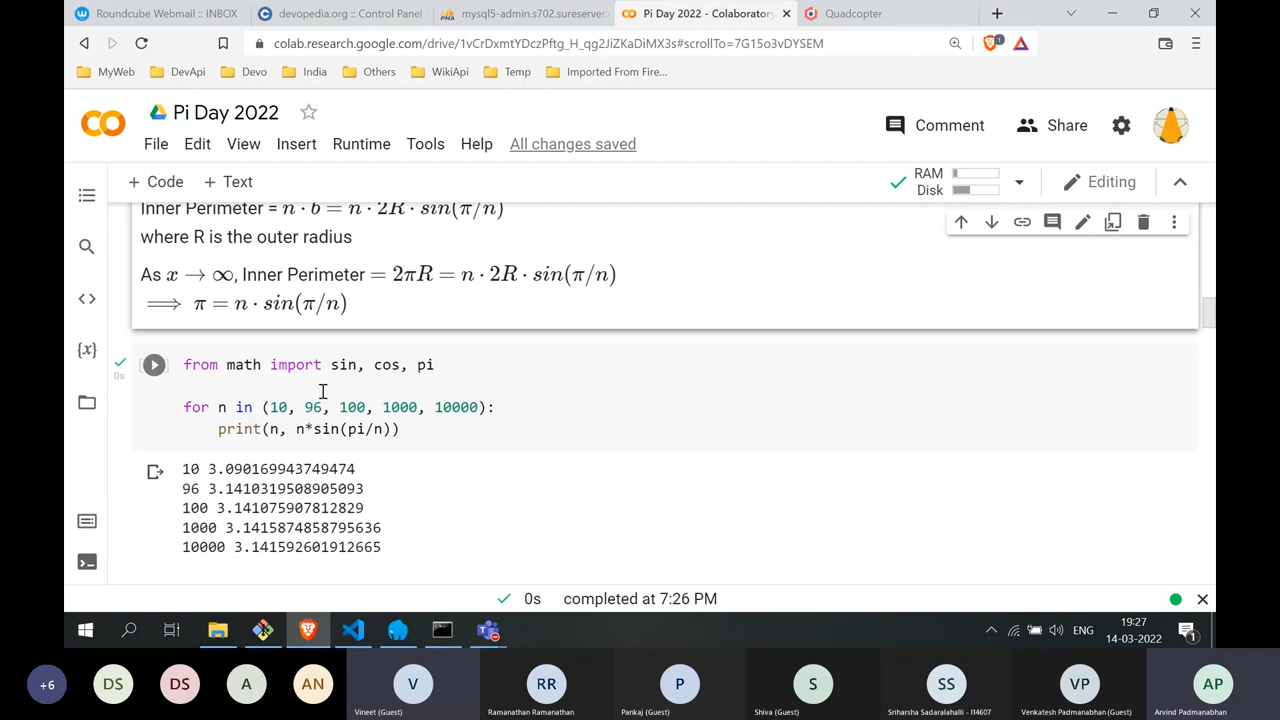 Roundcube Webmail :: INBOX
devopedia.org :: Control Panel
mysql5-admin.s702.sureserver.
Pi Day 2022 - Colaboratory
Quadcopter
colab.research.google.com/drive/1vCrDxmtYDczPftg_H_qg2JiZKaDiMX3s#scrollTo=7G15o3vDYSEM
1
MyWeb
DevApi
Devo
India
Others
WikiApi
Temp
Imported From Fire...
CO
Pi Day 2022
File Edit View Insert Runtime Tools Help All changes saved
Comment
Share
+ Code + Text
RAM
Disk
Editing
Inner Perimeter = n · b = n · 2R · sin(π/n)
where R is the outer radius
As x → ∞, Inner Perimeter = 2πR = n · 2R · sin(π/n)
⟹ π = n · sin(π/n)
{x}
0s
from math import sin, cos, pi
for n in (10, 96, 100, 1000, 10000):
print(n, n*sin(pi/n))
10 3.090169943749474
96 3.1410319508905093
100 3.141075907812829
1000 3.1415874858795636
10000 3.141592601912665
0s completed at 7:26 PM
ENG
19:27
14-03-2022
1
+6
DS
DS
A
AN
V
RR
P
S
SS
VP
AP
Vineet (Guest)
Ramanathan Ramanathan
Pankaj (Guest)
Shiva (Guest)
Sriharsha Sadaralahalli - I14607
Venkatesh Padmanabhan (Guest)
Arvind Padmanabhan